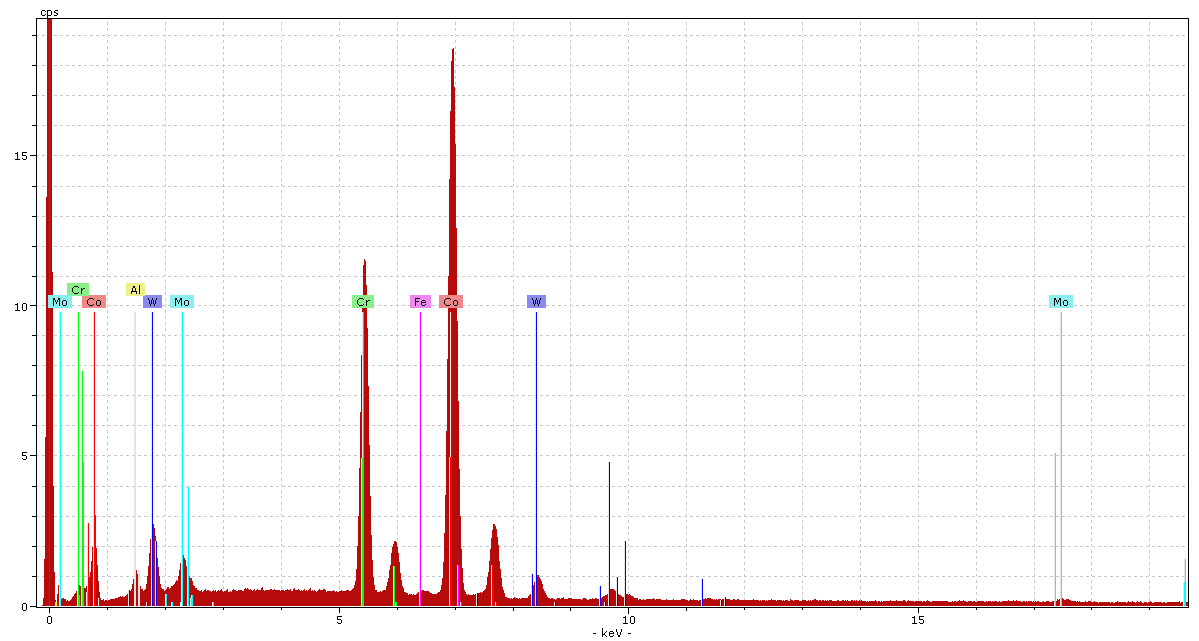 cps
15
Cr Al
Mo Co W Mo Cr Fe Co W Mo
10
5
0
0 5 10 15
- keV -